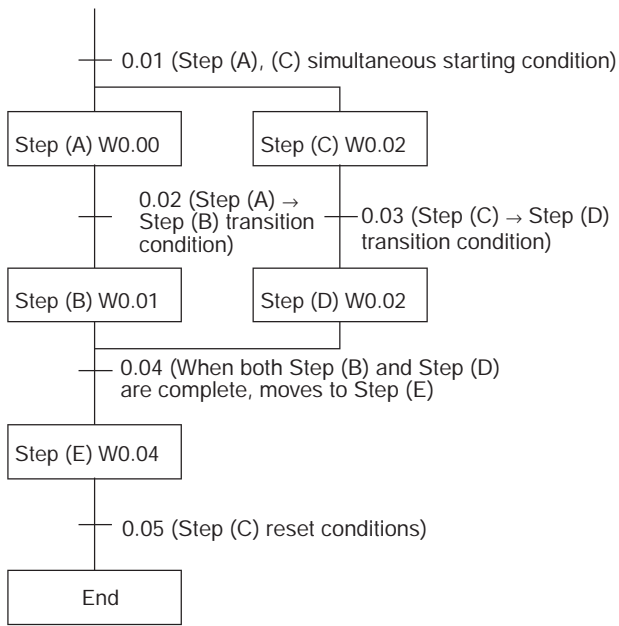 0.01 (Step (A), (C) simultaneous starting condition)
Step (A) W0.00
Step (C) W0.02
0.02 (Step (A) →
Step (B) transition
condition)
0.03 (Step (C) → Step (D)
transition condition)
Step (B) W0.01
Step (D) W0.02
0.04 (When both Step (B) and Step (D)
are complete, moves to Step (E)
Step (E) W0.04
0.05 (Step (C) reset conditions)
End